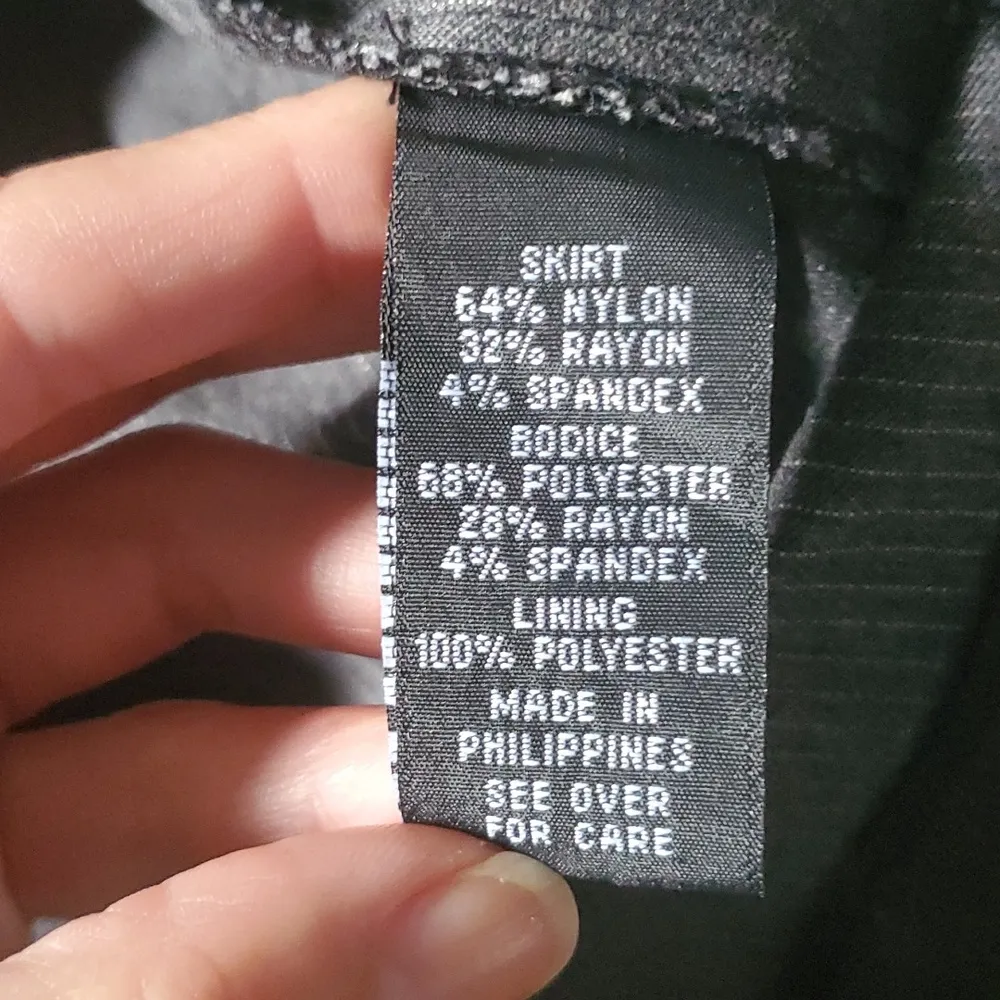 SKIRT
64% NYLON
32% RAYON
4% SPANDEX
BODICE
68% POLYESTER
28% RAYON
4% SPANDEX
LINING
100% POLYESTER
MADE IN
PHILIPPINES
SEE OVER
FOR CARE